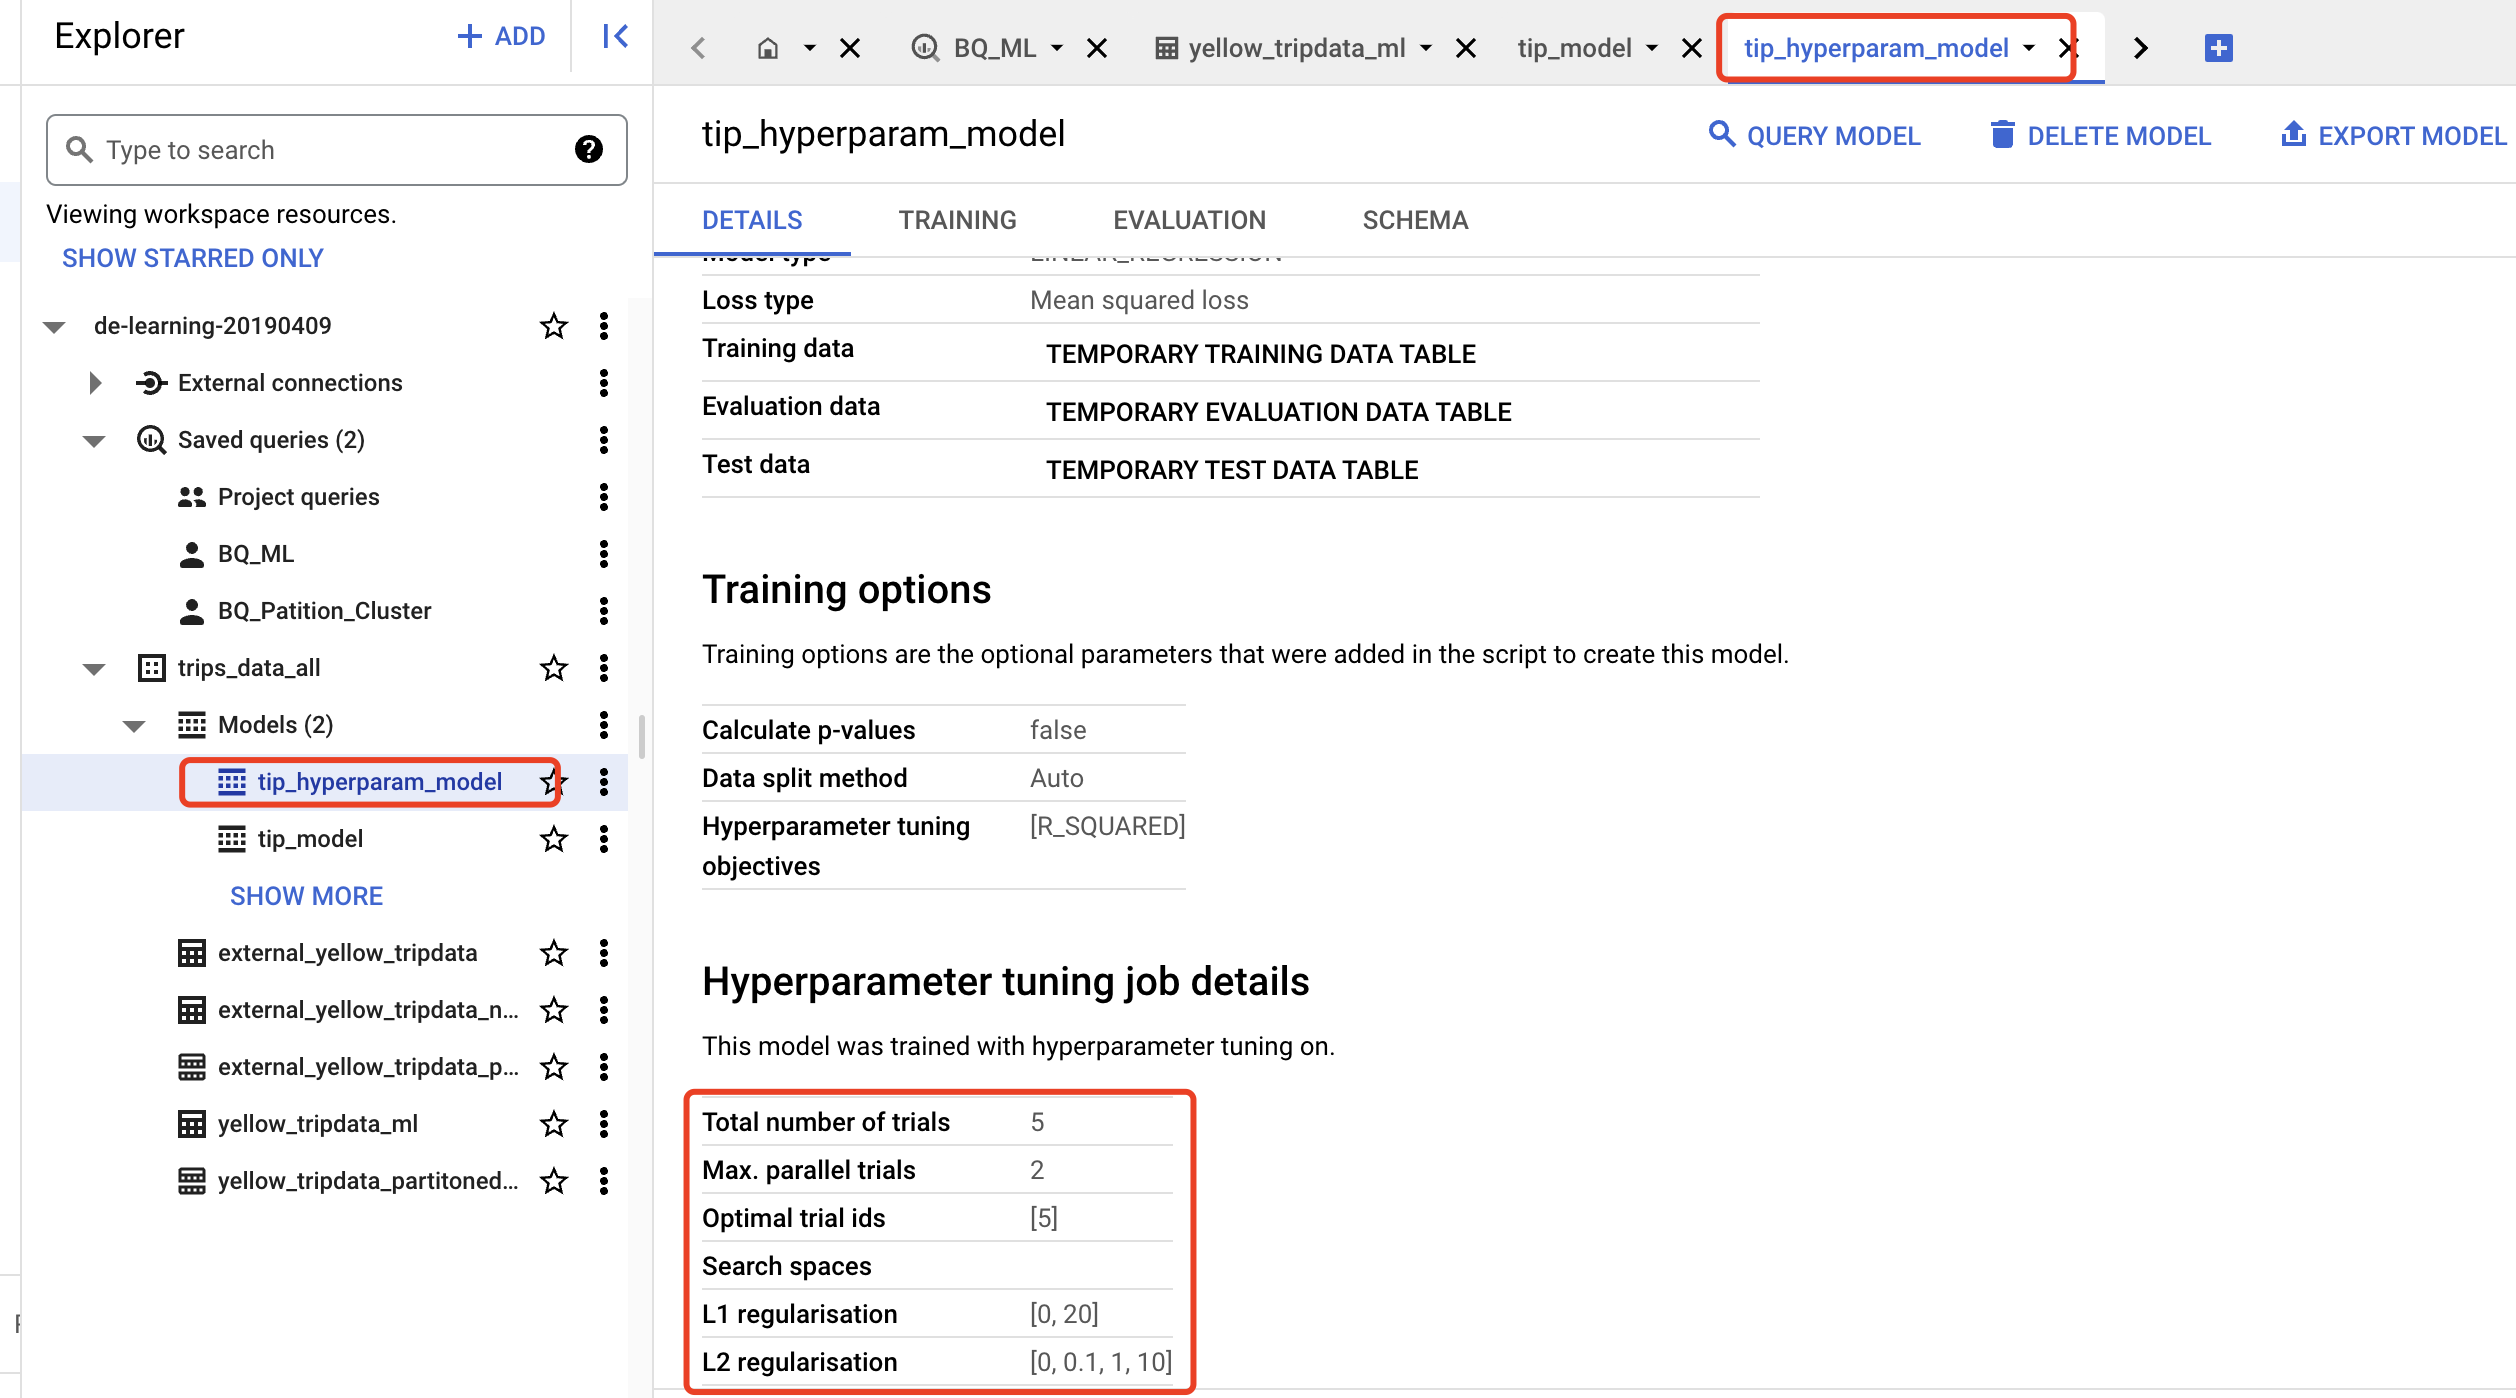 Explorer
+ ADD
BQ_ML
yellow_tripdata_ml
tip_model
tip_hyperparam_model
Type to search
tip_hyperparam_model
QUERY MODEL
DELETE MODEL
EXPORT MODEL
Viewing workspace resources.
SHOW STARRED ONLY
de-learning-20190409
External connections
Saved queries (2)
Project queries
BQ_ML
BQ_Patition_Cluster
trips_data_all
Models (2)
tip_hyperparam_model
tip_model
SHOW MORE
external_yellow_tripdata
external_yellow_tripdata_n...
external_yellow_tripdata_p...
yellow_tripdata_ml
yellow_tripdata_partitoned...
DETAILS
TRAINING
EVALUATION
SCHEMA
Model type LINEAR_REGRESSION
Loss type Mean squared loss
Training data TEMPORARY TRAINING DATA TABLE
Evaluation data TEMPORARY EVALUATION DATA TABLE
Test data TEMPORARY TEST DATA TABLE
Training options
Training options are the optional parameters that were added in the script to create this model.
Calculate p-values false
Data split method Auto
Hyperparameter tuning [R_SQUARED]
objectives
Hyperparameter tuning job details
This model was trained with hyperparameter tuning on.
Total number of trials 5
Max. parallel trials 2
Optimal trial ids [5]
Search spaces
L1 regularisation [0, 20]
L2 regularisation [0, 0.1, 1, 10]